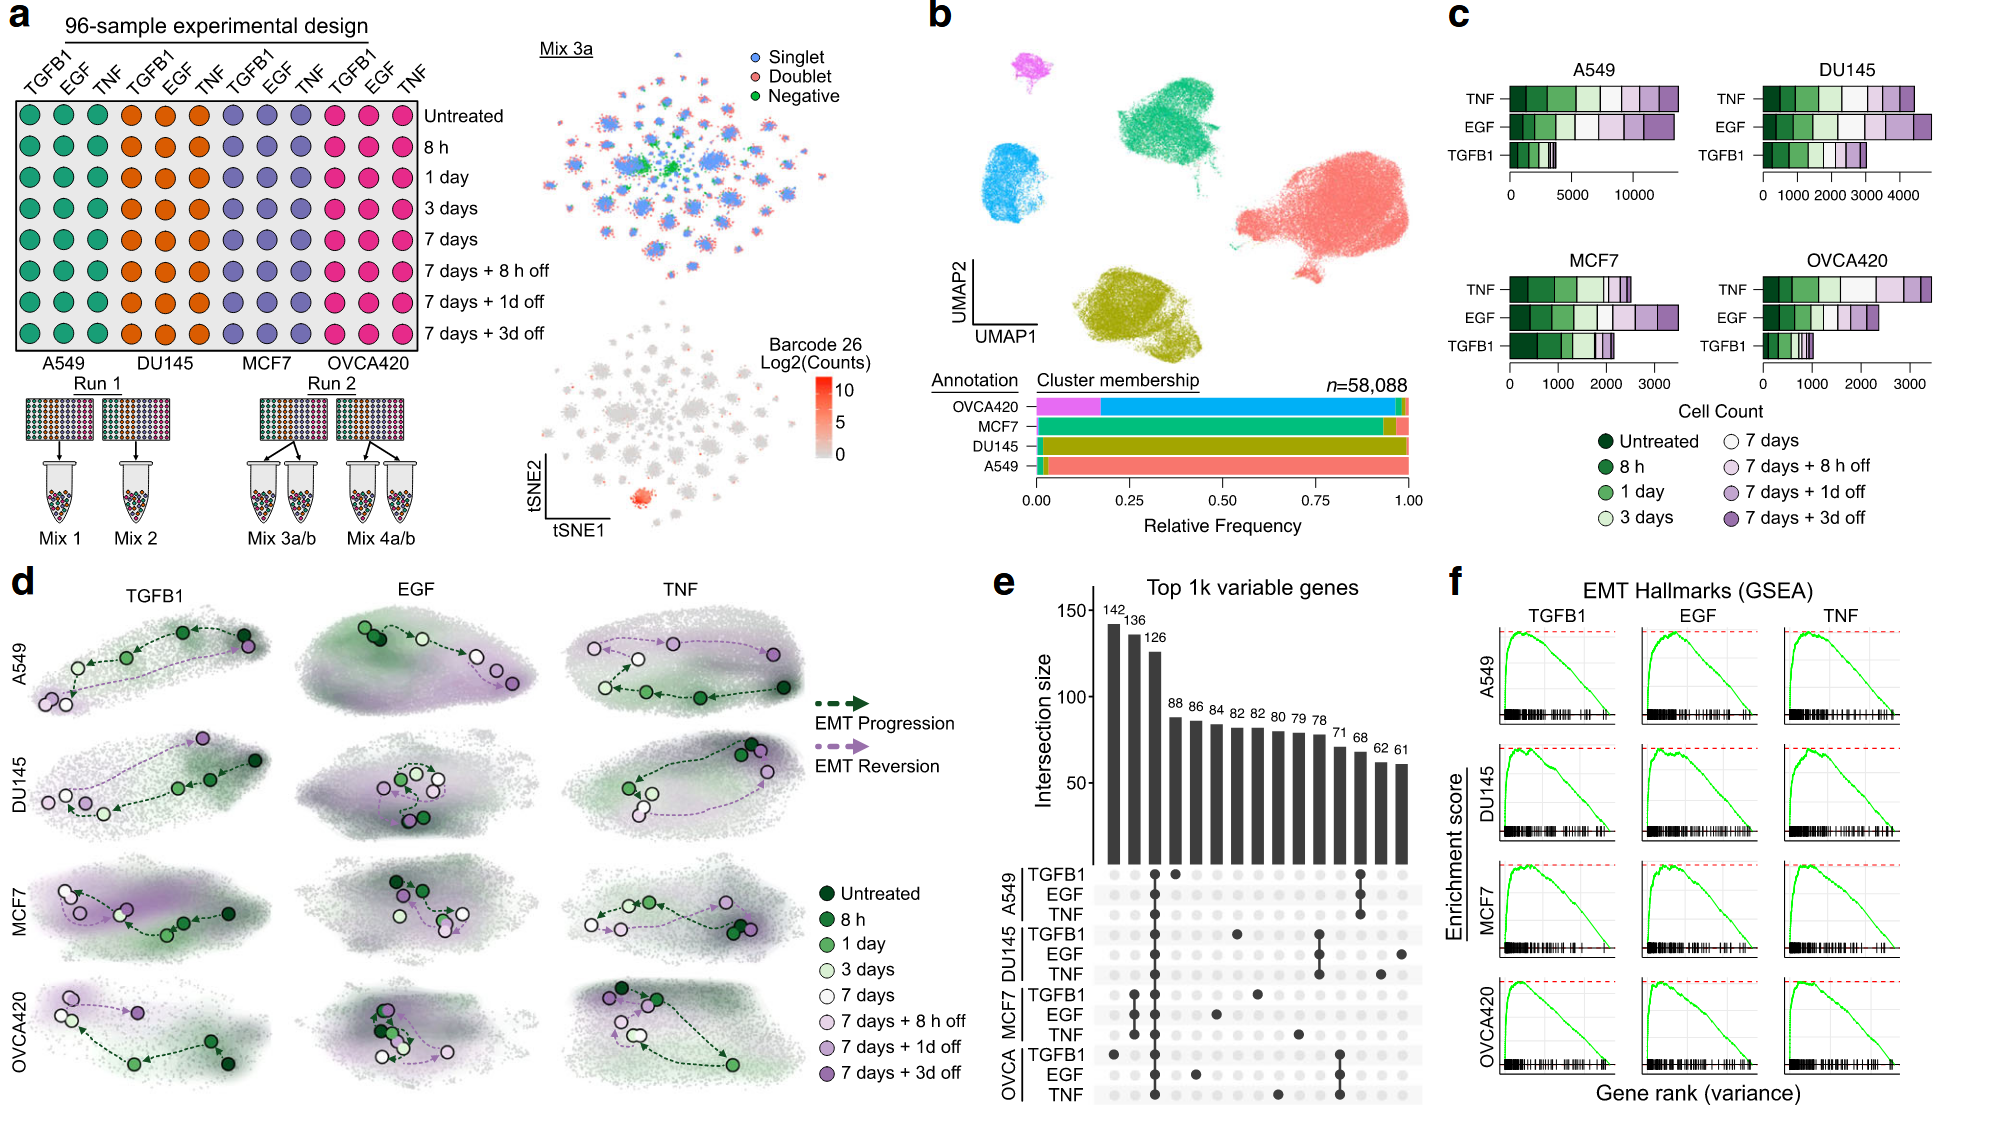 a
96-sample experimental design
TGFB1 EGF TNF TGFB1 EGF TNF TGFB1 EGF TNF TGFB1 EGF TNF
Untreated
8 h
1 day
3 days
7 days
7 days + 8 h off
7 days + 1d off
7 days + 3d off
A549 DU145 MCF7 OVCA420
Run 1 Run 2
Mix 1 Mix 2 Mix 3a/b Mix 4a/b
Mix 3a
Singlet
Doublet
Negative
Barcode 26
Log2(Counts)
10
5
0
tSNE2
tSNE1
b
UMAP2
UMAP1
Annotation Cluster membership n=58,088
OVCA420
MCF7
DU145
A549
0.00 0.25 0.50 0.75 1.00
Relative Frequency
c
A549
TNF
EGF
TGFB1
0 5000 10000
DU145
TNF
EGF
TGFB1
0 1000 2000 3000 4000
MCF7
TNF
EGF
TGFB1
0 1000 2000 3000
OVCA420
TNF
EGF
TGFB1
0 1000 2000 3000
Cell Count
Untreated
8 h
1 day
3 days
7 days
7 days + 8 h off
7 days + 1d off
7 days + 3d off
d
TGFB1 EGF TNF
A549
DU145
MCF7
OVCA420
EMT Progression
EMT Reversion
Untreated
8 h
1 day
3 days
7 days
7 days + 8 h off
7 days + 1d off
7 days + 3d off
e
Top 1k variable genes
Intersection size
150
100
50
142 136 126 88 86 84 82 82 80 79 78 71 68 62 61
A549
TGFB1
EGF
TNF
DU145
TGFB1
EGF
TNF
MCF7
TGFB1
EGF
TNF
OVCA
TGFB1
EGF
TNF
f
EMT Hallmarks (GSEA)
TGFB1 EGF TNF
Enrichment score
A549
DU145
MCF7
OVCA420
Gene rank (variance)